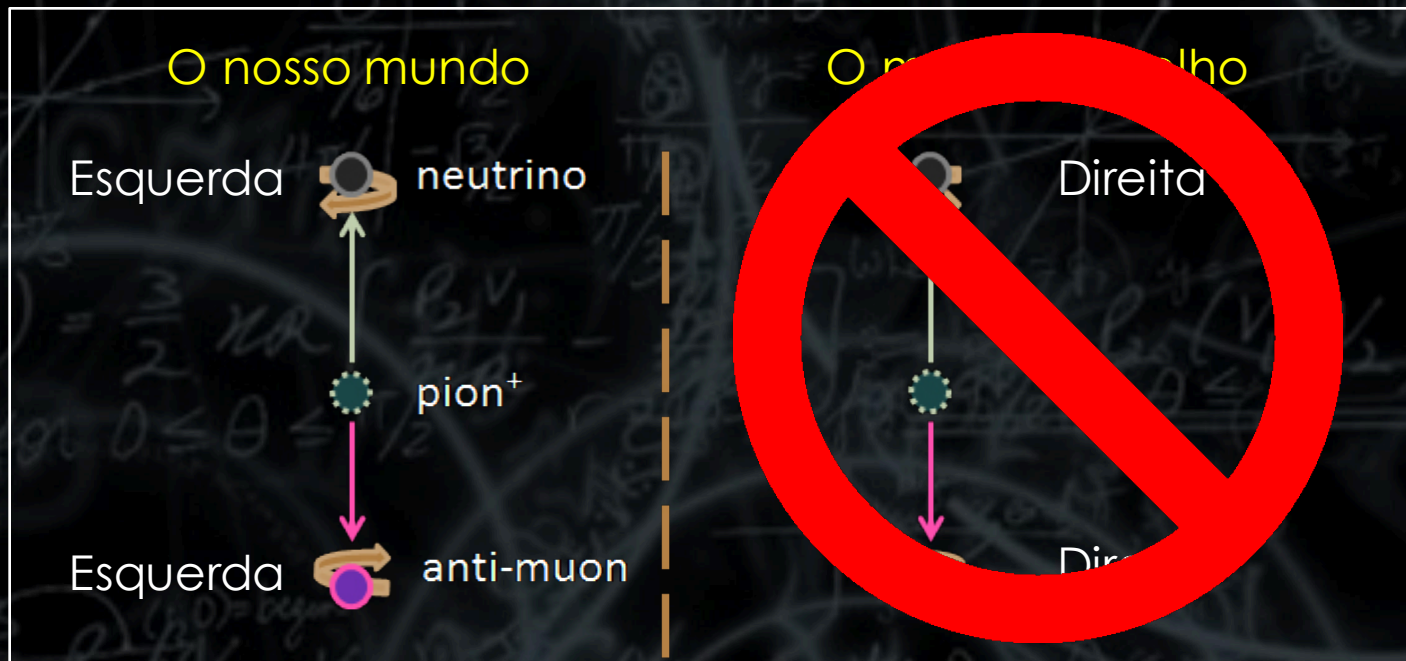 O nosso mundo
Esquerda
neutrino
pion⁺
Esquerda
anti-muon
O
Direita